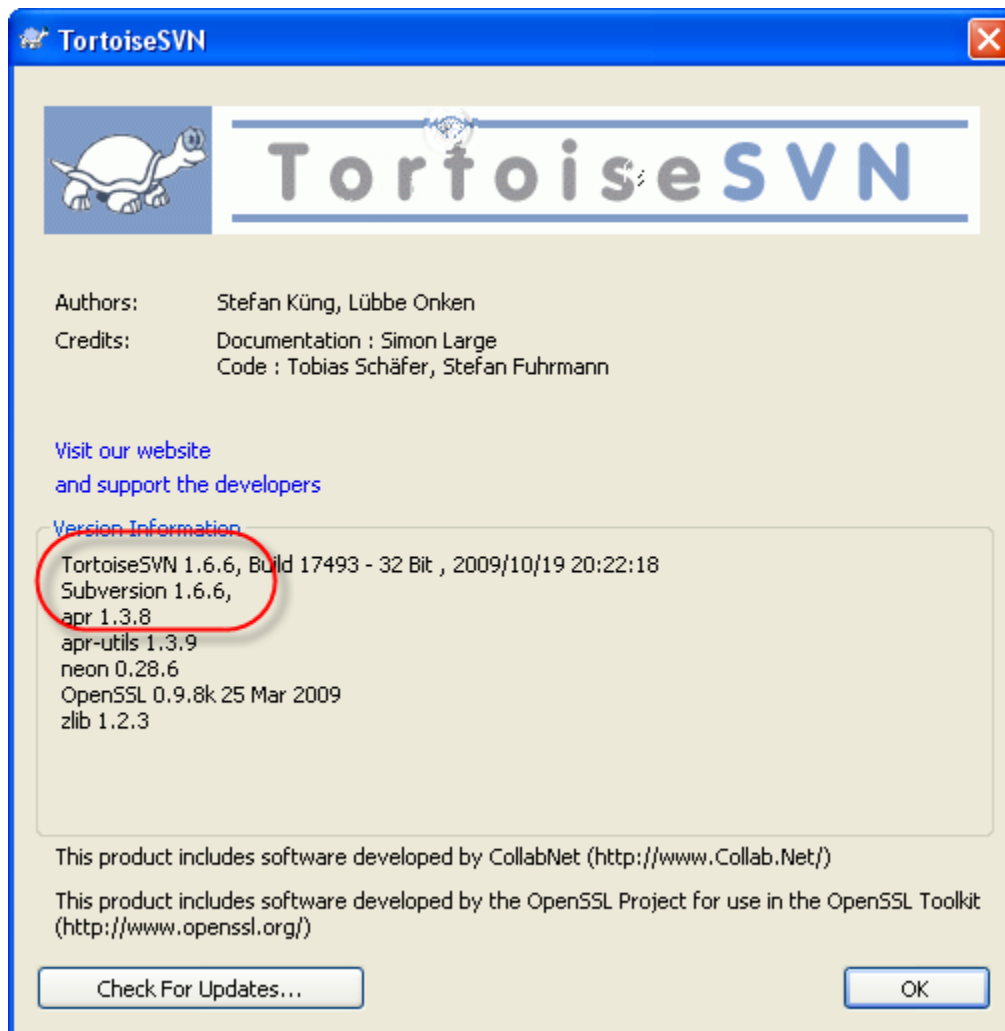 TortoiseSVN
TortoiseSVN
Authors: Stefan Küng, Lübbe Onken
Credits: Documentation : Simon Large
Code : Tobias Schäfer, Stefan Fuhrmann
Visit our website
and support the developers
Version Information
TortoiseSVN 1.6.6, Build 17493 - 32 Bit , 2009/10/19 20:22:18
Subversion 1.6.6,
apr 1.3.8
apr-utils 1.3.9
neon 0.28.6
OpenSSL 0.9.8k 25 Mar 2009
zlib 1.2.3
This product includes software developed by CollabNet (http://www.Collab.Net/)
This product includes software developed by the OpenSSL Project for use in the OpenSSL Toolkit
(http://www.openssl.org/)
Check For Updates... OK